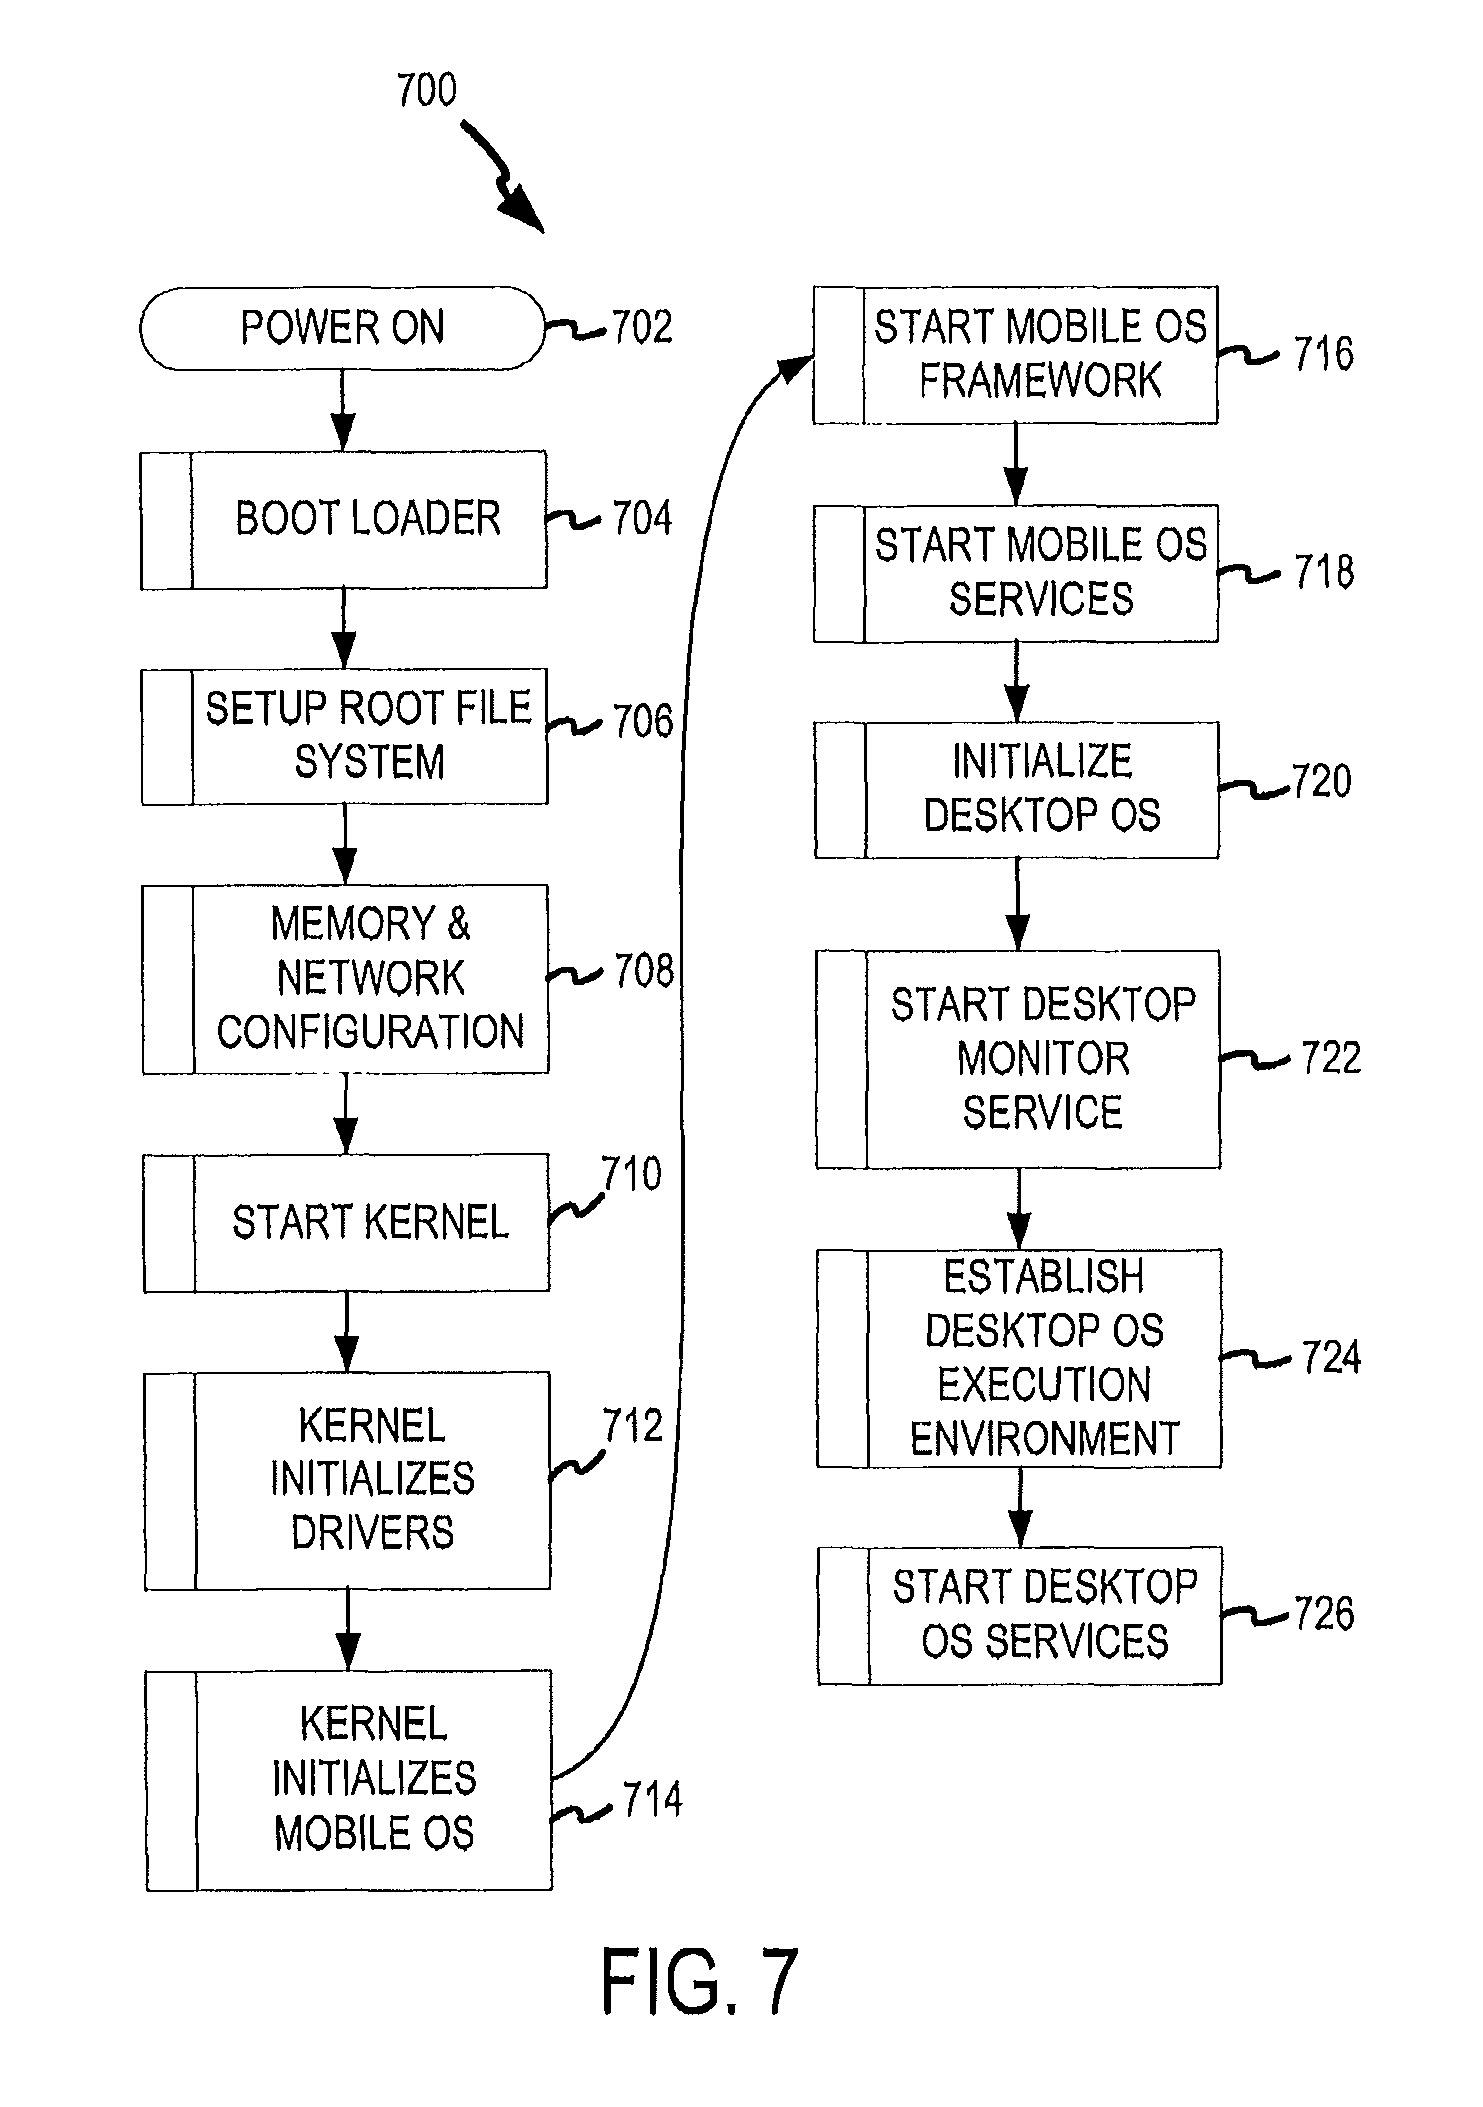 700
POWER ON
702
BOOT LOADER
704
SETUP ROOT FILE
SYSTEM
706
MEMORY &
NETWORK
CONFIGURATION
708
START KERNEL
710
KERNEL
INITIALIZES
DRIVERS
712
KERNEL
INITIALIZES
MOBILE OS
714
START MOBILE OS
FRAMEWORK
716
START MOBILE OS
SERVICES
718
INITIALIZE
DESKTOP OS
720
START DESKTOP
MONITOR
SERVICE
722
ESTABLISH
DESKTOP OS
EXECUTION
ENVIRONMENT
724
START DESKTOP
OS SERVICES
726
FIG. 7